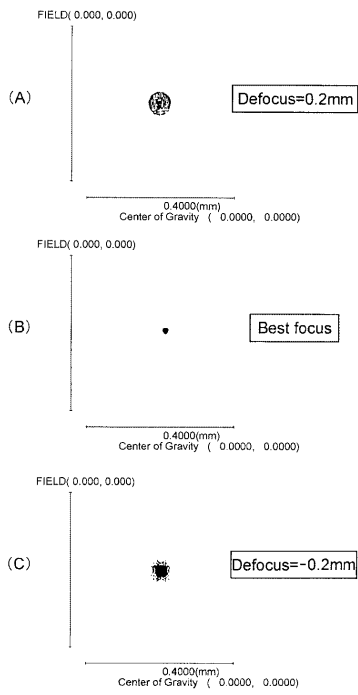 FIELD( 0.000, 0.000)
(A)
Defocus=0.2mm
0.4000(mm)
Center of Gravity ( 0.0000, 0.0000)
FIELD( 0.000, 0.000)
(B)
Best focus
0.4000(mm)
Center of Gravity ( 0.0000, 0.0000)
FIELD( 0.000, 0.000)
(C)
Defocus=-0.2mm
0.4000(mm)
Center of Gravity ( 0.0000, 0.0000)